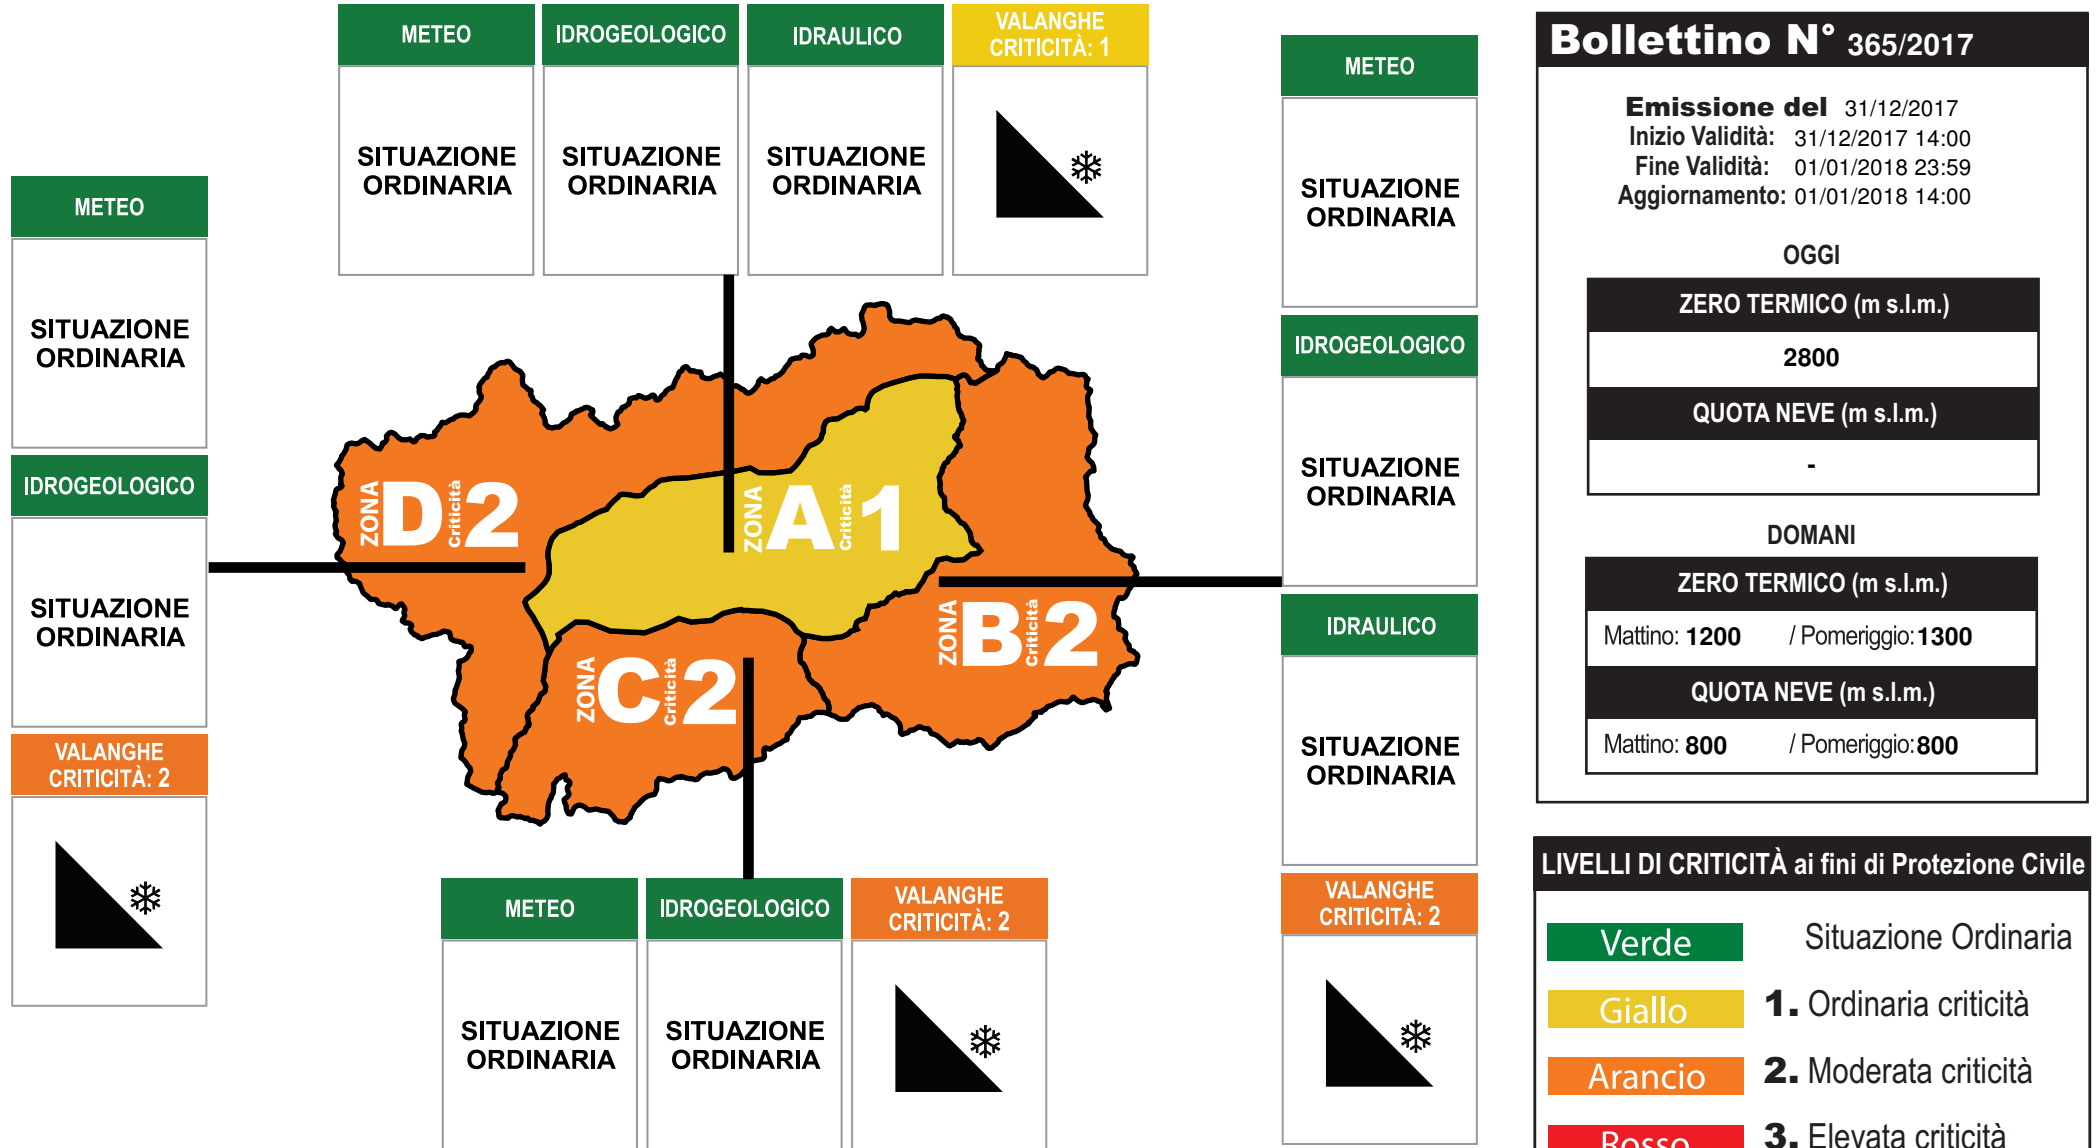 METEO
IDROGEOLOGICO
IDRAULICO
VALANGHE
CRITICITÀ: 1
SITUAZIONE
ORDINARIA
SITUAZIONE
ORDINARIA
SITUAZIONE
ORDINARIA
METEO
SITUAZIONE
ORDINARIA
IDROGEOLOGICO
SITUAZIONE
ORDINARIA
VALANGHE
CRITICITÀ: 2
ZONA D Criticità 2
ZONA A Criticità 1
ZONA B Criticità 2
ZONA C Criticità 2
METEO
IDROGEOLOGICO
VALANGHE
CRITICITÀ: 2
SITUAZIONE
ORDINARIA
SITUAZIONE
ORDINARIA
METEO
SITUAZIONE
ORDINARIA
IDROGEOLOGICO
SITUAZIONE
ORDINARIA
IDRAULICO
SITUAZIONE
ORDINARIA
VALANGHE
CRITICITÀ: 2
Bollettino N° 365/2017
Emissione del 31/12/2017
Inizio Validità: 31/12/2017 14:00
Fine Validità: 01/01/2018 23:59
Aggiornamento: 01/01/2018 14:00
OGGI
ZERO TERMICO (m s.l.m.)
2800
QUOTA NEVE (m s.l.m.)
-
DOMANI
ZERO TERMICO (m s.l.m.)
Mattino: 1200 / Pomeriggio: 1300
QUOTA NEVE (m s.l.m.)
Mattino: 800 / Pomeriggio: 800
LIVELLI DI CRITICITÀ ai fini di Protezione Civile
Verde Situazione Ordinaria
Giallo 1. Ordinaria criticità
Arancio 2. Moderata criticità
Rosso 3. Elevata criticità